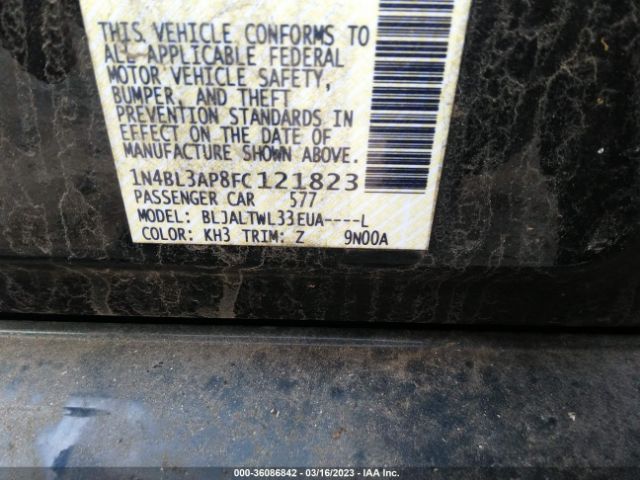 THIS VEHICLE CONFORMS TO
ALL APPLICABLE FEDERAL
MOTOR VEHICLE SAFETY,
BUMPER, AND THEFT
PREVENTION STANDARDS IN
EFFECT ON THE DATE OF
MANUFACTURE SHOWN ABOVE.
1N4BL3AP8FC121823
PASSENGER CAR 577
MODEL: BLJALTWL33EUA----L
COLOR: KH3 TRIM: Z 9N00A
000-36086842 - 03/16/2023 - IAA Inc.